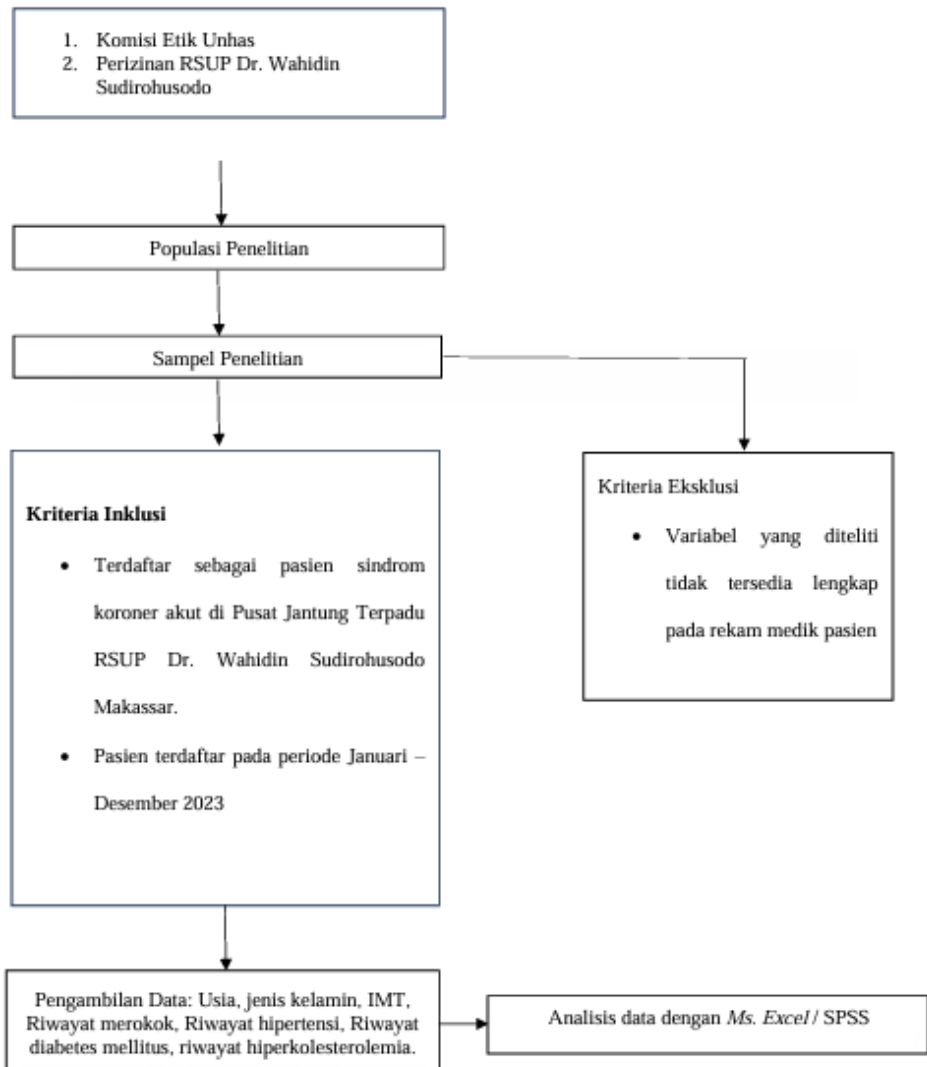 1. Komisi Etik Unhas
2. Perizinan RSUP Dr. Wahidin
Sudirohusodo
Populasi Penelitian
Sampel Penelitian
Kriteria Inklusi
• Terdaftar sebagai pasien sindrom
koroner akut di Pusat Jantung Terpadu
RSUP Dr. Wahidin Sudirohusodo
Makassar.
• Pasien terdaftar pada periode Januari –
Desember 2023
Kriteria Eksklusi
• Variabel yang diteliti
tidak tersedia lengkap
pada rekam medik pasien
Pengambilan Data: Usia, jenis kelamin, IMT,
Riwayat merokok, Riwayat hipertensi, Riwayat
diabetes mellitus, riwayat hiperkolesterolemia.
Analisis data dengan Ms. Excel / SPSS